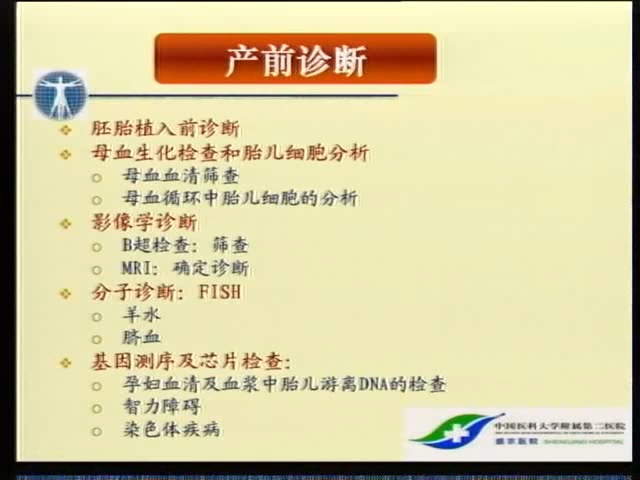 产前诊断
胚胎植入前诊断
母血生化检查和胎儿细胞分析
母血血清筛查
母血循环中胎儿细胞的分析
影像学诊断
B超检查：筛查
MRI：确定诊断
分子诊断：FISH
羊水
脐血
基因测序及芯片检查：
孕妇血清及血浆中胎儿游离DNA的检查
智力障碍
染色体疾病
中国医科大学附属第二医院
盛京医院 SHENGJING HOSPITAL